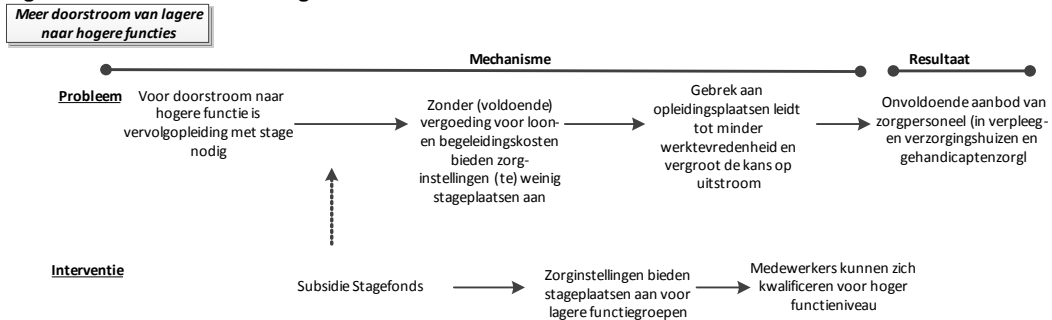 Meer doorstroom van lagere
naar hogere functies
Mechanisme
Resultaat
Probleem
Voor doorstroom naar
hogere functie is
vervolgopleiding met stage
nodig
Zonder (voldoende)
vergoeding voor loon-
en begeleidingskosten
bieden zorg-
instellingen (te) weinig
stageplaatsen aan
Gebrek aan
opleidingsplaatsen leidt
tot minder
werktevredenheid en
vergroot de kans op
uitstroom
Onvoldoende aanbod van
zorgpersoneel (in verpleeg-
en verzorgingshuizen en
gehandicaptenzorgl
Interventie
Subsidie Stagefonds
Zorginstellingen bieden
stageplaatsen aan voor
lagere functiegroepen
Medewerkers kunnen zich
kwalificeren voor hoger
functieniveau